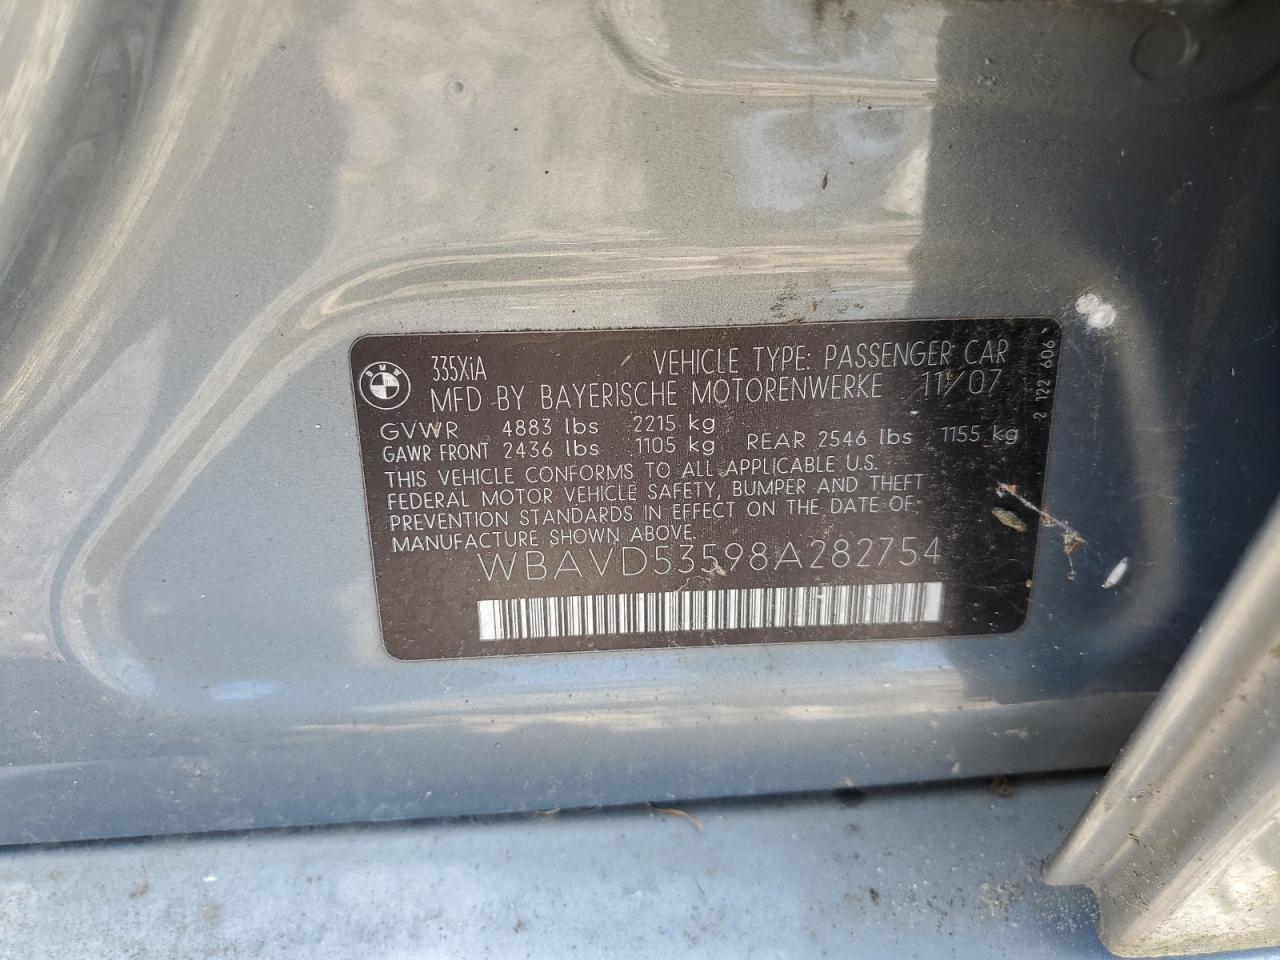 BMW
335XiA VEHICLE TYPE: PASSENGER CAR
MFD BY BAYERISCHE MOTORENWERKE 11/07
GVWR 4883 lbs 2215 kg
GAWR FRONT 2436 lbs 1105 kg REAR 2546 lbs 1155 kg
THIS VEHICLE CONFORMS TO ALL APPLICABLE U.S.
FEDERAL MOTOR VEHICLE SAFETY, BUMPER AND THEFT
PREVENTION STANDARDS IN EFFECT ON THE DATE OF
MANUFACTURE SHOWN ABOVE.
WBAVD53598A282754
2 122 606